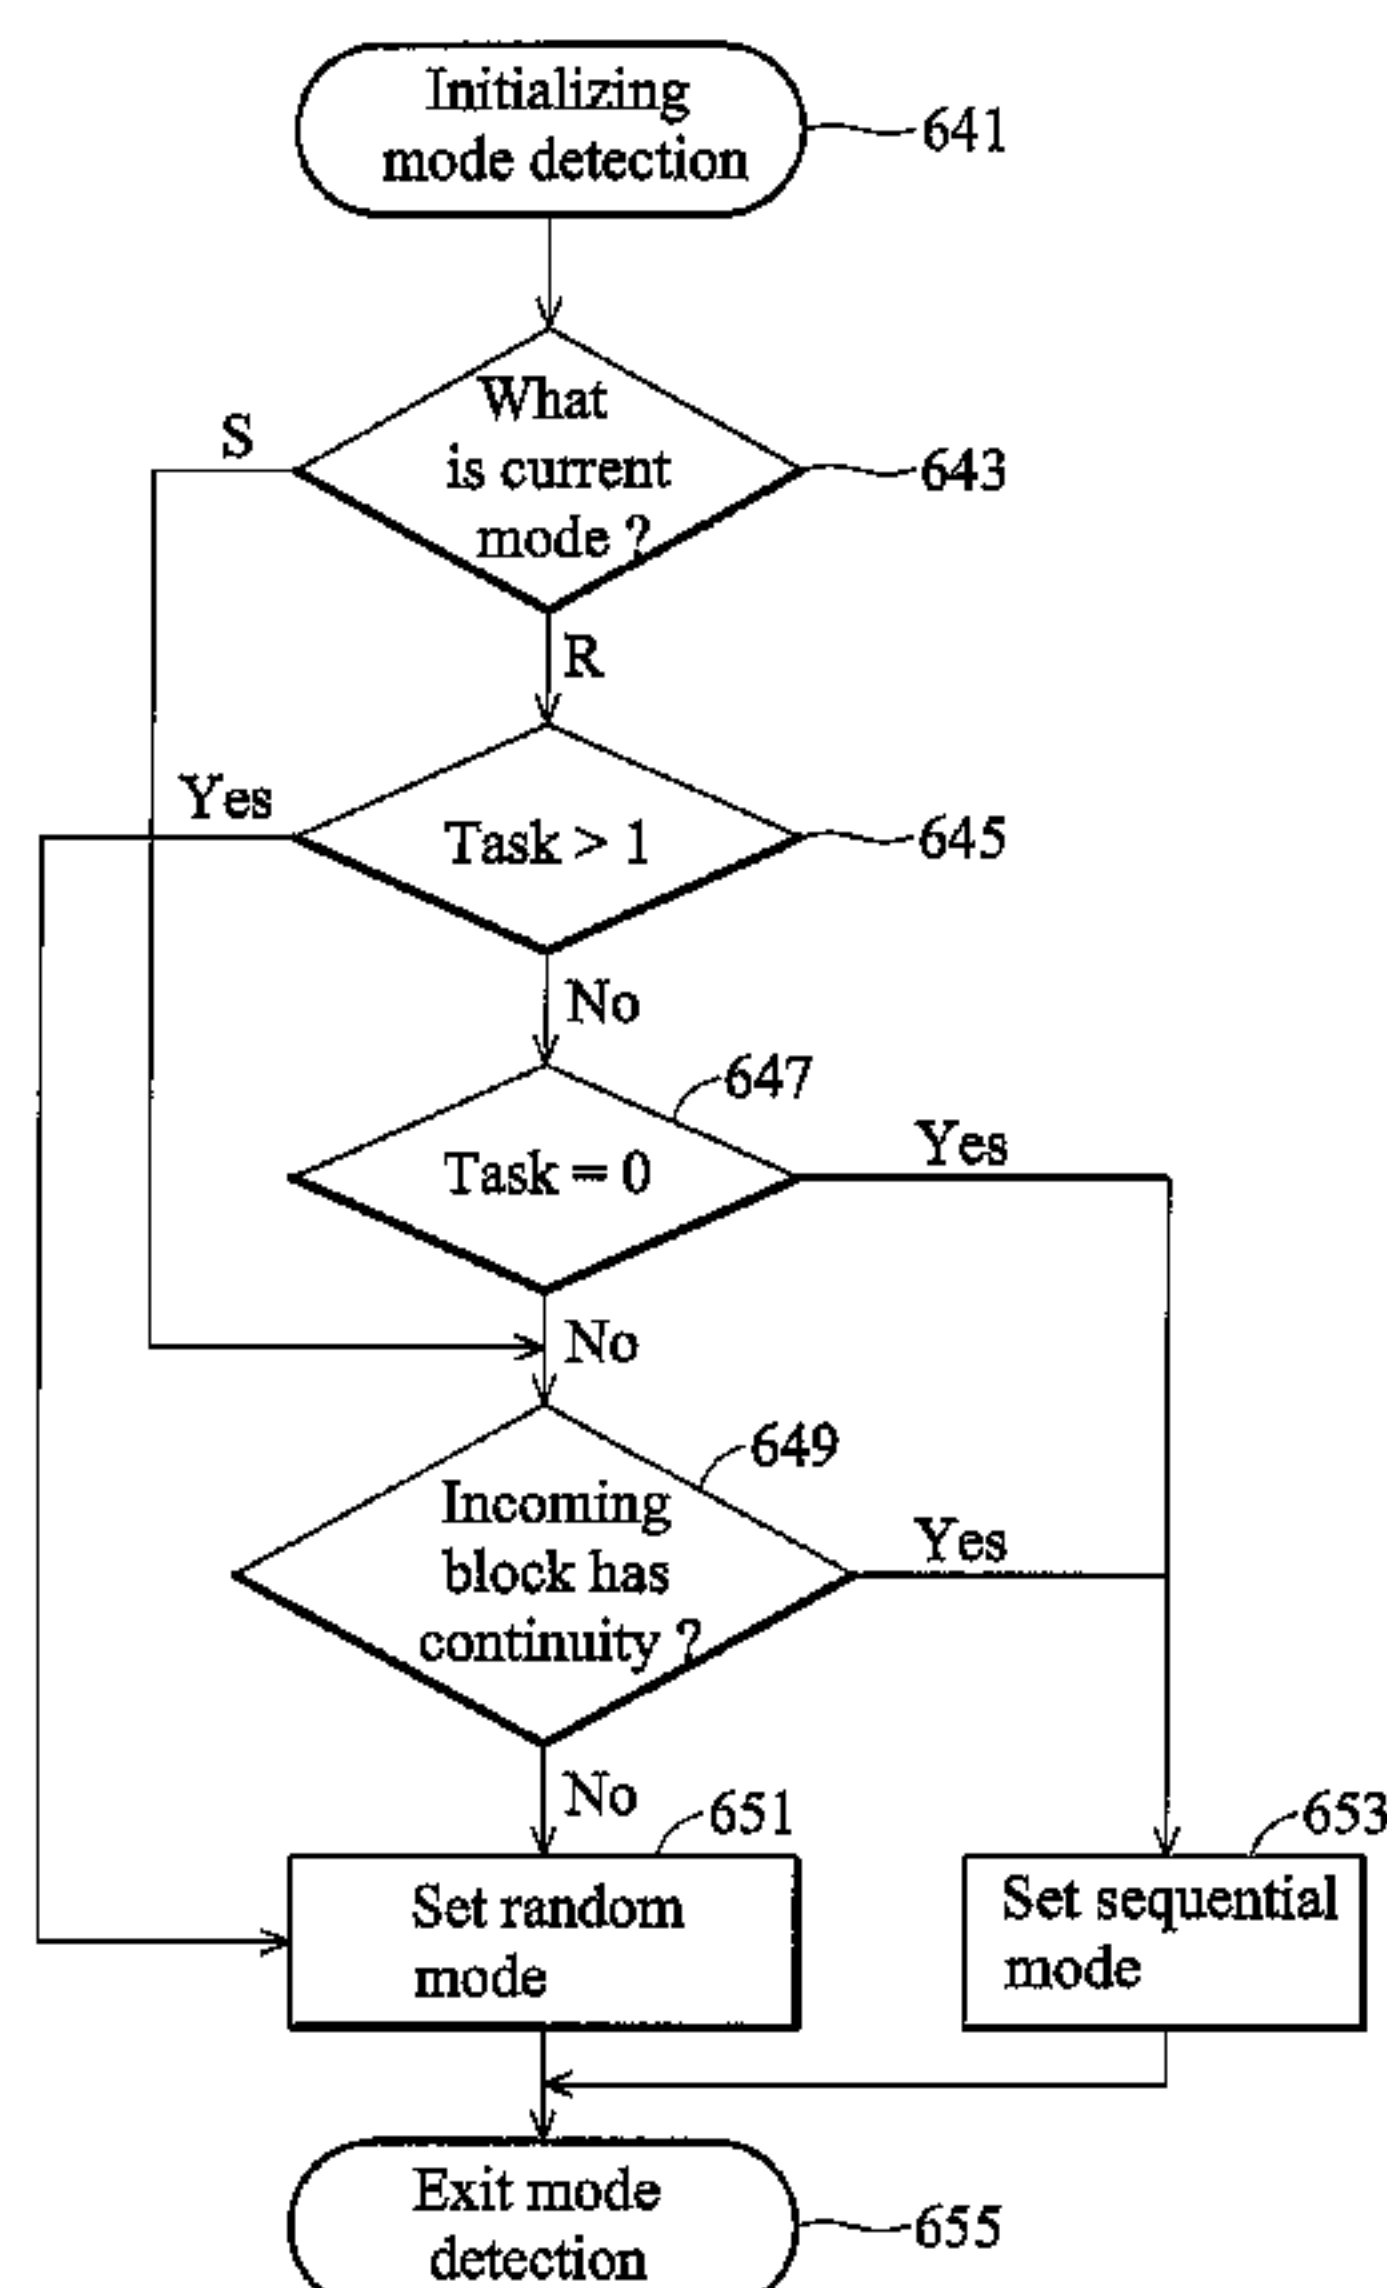 Initializing
mode detection
641
What
is current
mode ?
643
S
R
Task > 1
645
Yes
No
647
Task = 0
Yes
No
649
Incoming
block has
continuity ?
Yes
No
651
653
Set random
mode
Set sequential
mode
Exit mode
detection
655